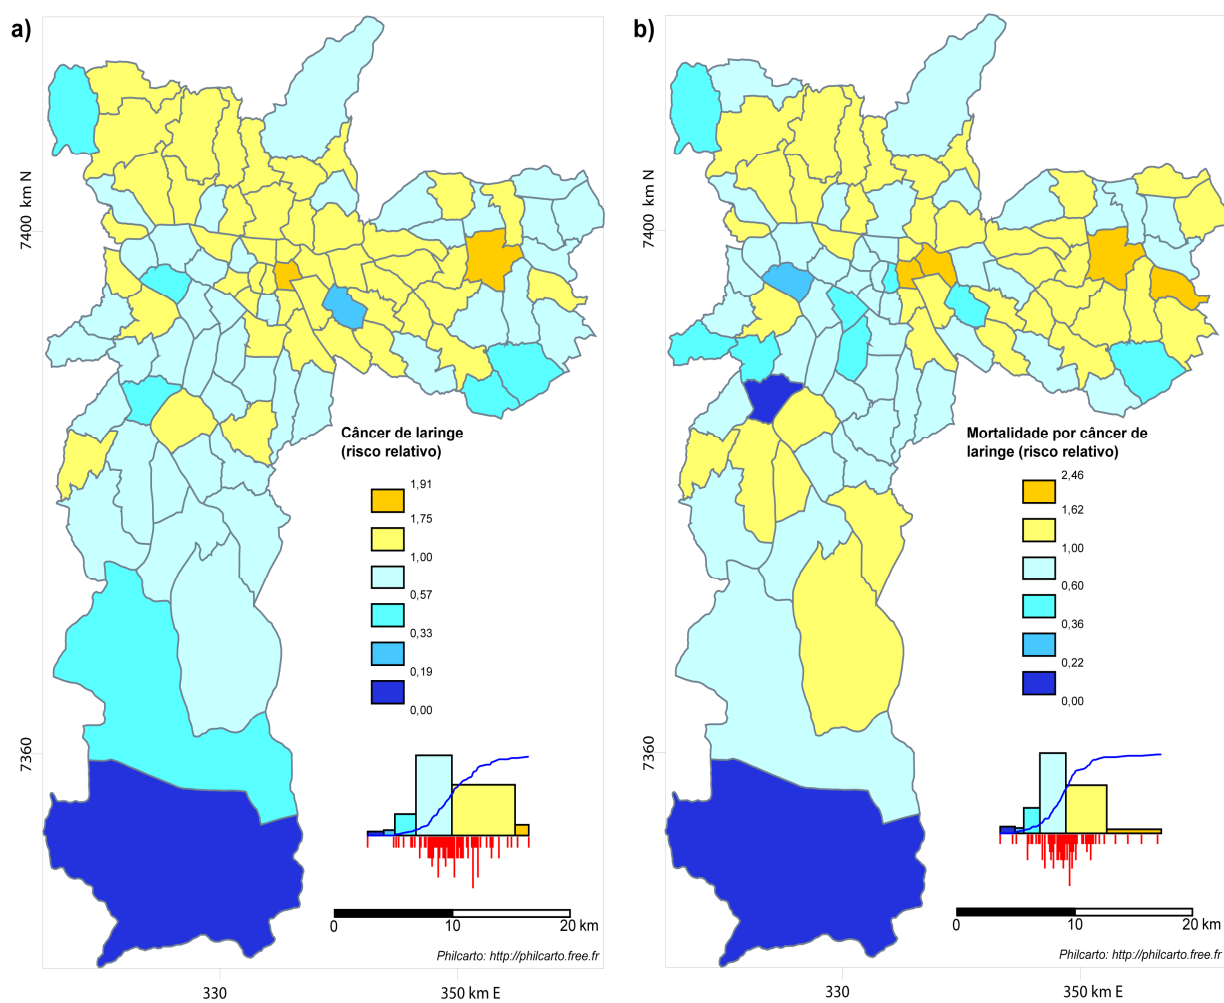 a)
7400 km N
7360
Câncer de laringe
(risco relativo)
1,91
1,75
1,00
0,57
0,33
0,19
0,00
0
10
20 km
Philcarto: http://philcarto.free.fr
330
350 km E
b)
7400 km N
7360
Mortalidade por câncer de
laringe (risco relativo)
2,46
1,62
1,00
0,60
0,36
0,22
0,00
0
10
20 km
Philcarto: http://philcarto.free.fr
330
350 km E